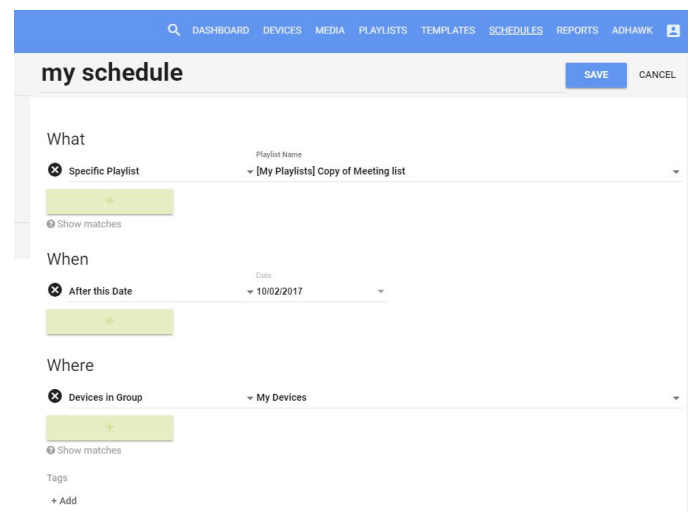 DASHBOARD DEVICES MEDIA PLAYLISTS TEMPLATES SCHEDULES REPORTS ADHAWK
my schedule SAVE CANCEL
What
Playlist Name
Specific Playlist [My Playlists] Copy of Meeting list
+
Show matches
When
Date
After this Date 10/02/2017
+
Where
Devices in Group My Devices
+
Show matches
Tags
+ Add